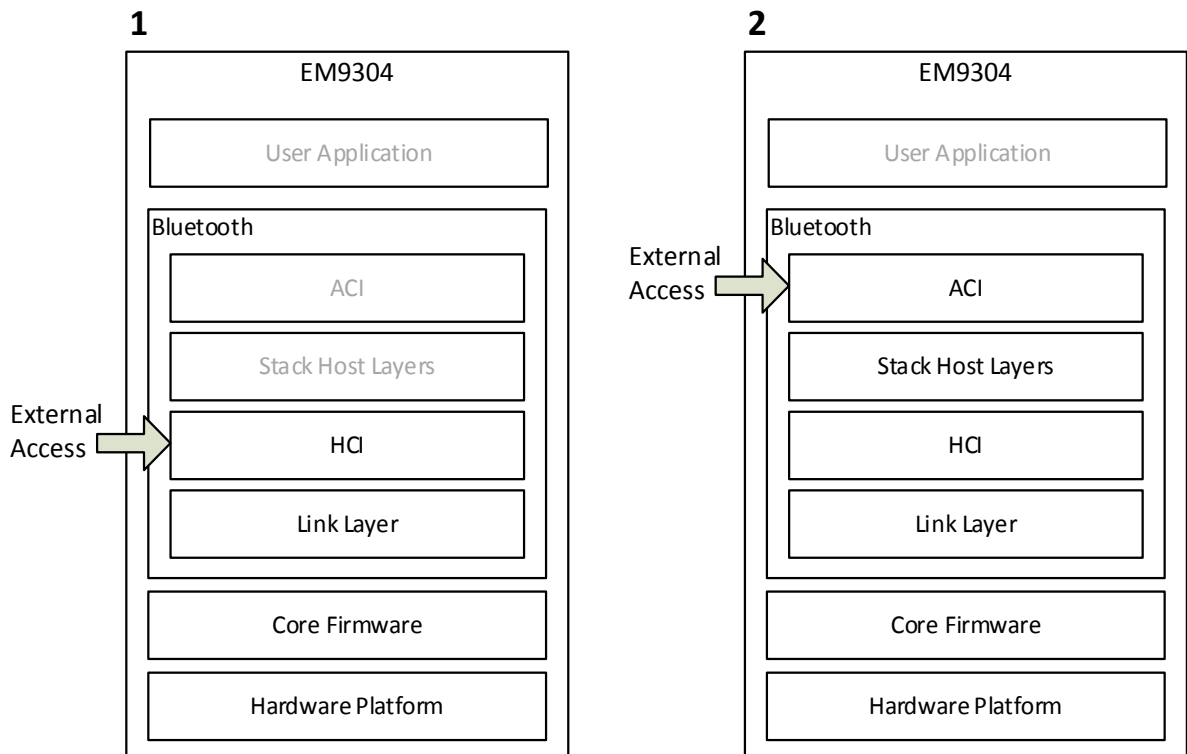 1
EM9304
User Application
Bluetooth
ACI
Stack Host Layers
External
Access
HCI
Link Layer
Core Firmware
Hardware Platform
2
EM9304
User Application
Bluetooth
External
Access
ACI
Stack Host Layers
HCI
Link Layer
Core Firmware
Hardware Platform